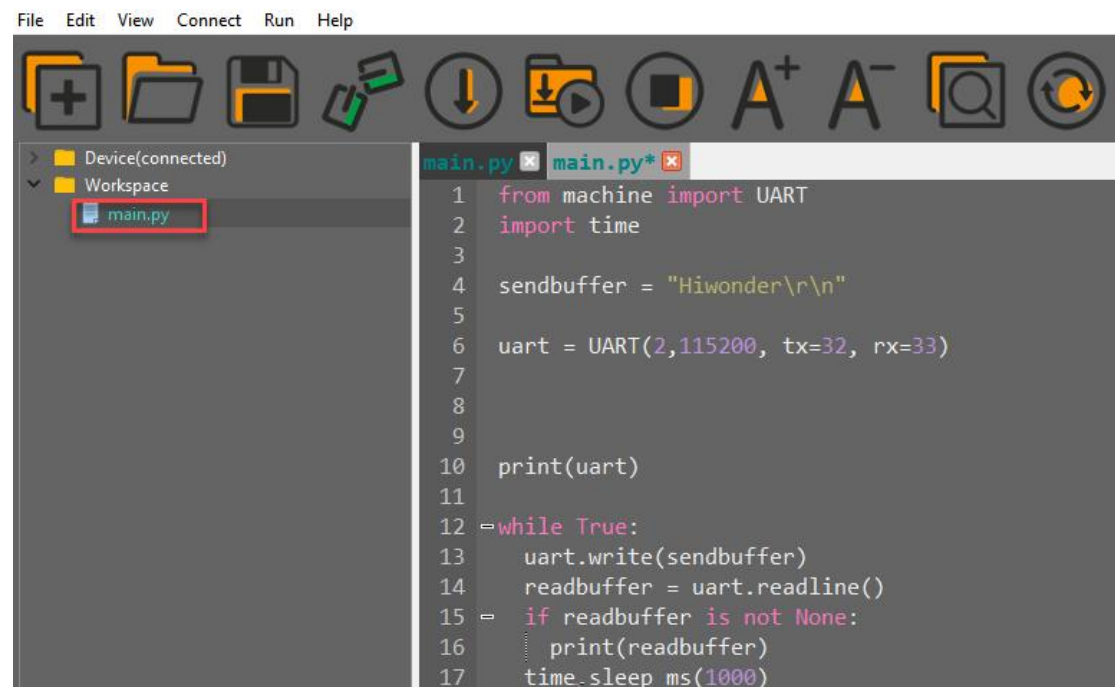 File Edit View Connect Run Help
A+ A-
Device(connected)
Workspace
main.py
main.py main.py*
1 from machine import UART
2 import time
3
4 sendbuffer = "Hiwonder\r\n"
5
6 uart = UART(2,115200, tx=32, rx=33)
7
8
9
10 print(uart)
11
12 while True:
13 uart.write(sendbuffer)
14 readbuffer = uart.readline()
15 if readbuffer is not None:
16 print(readbuffer)
17 time.sleep_ms(1000)